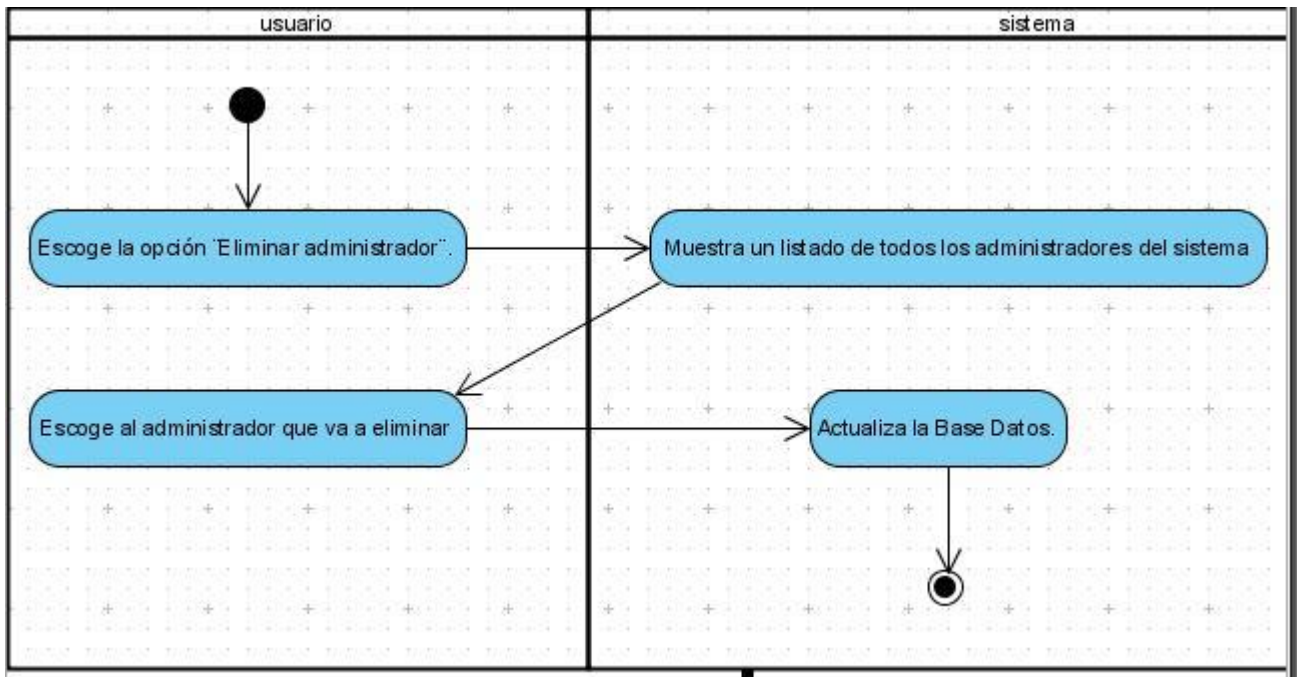 usuario
sistema
Escoge la opción ¨Eliminar administrador¨.
Muestra un listado de todos los administradores del sistema
Escoge al administrador que va a eliminar
Actualiza la Base Datos.